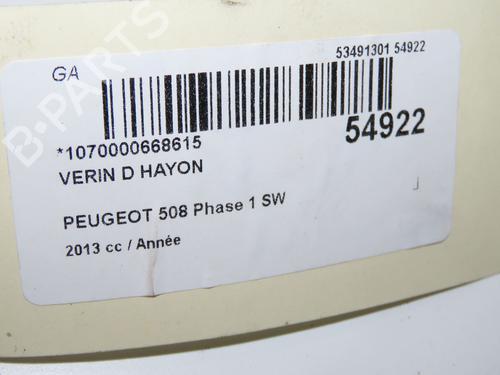 GA
53491301 54922
54922
*1070000668615
VERIN D HAYON
PEUGEOT 508 Phase 1 SW
2013 cc / Année
B-PARTS